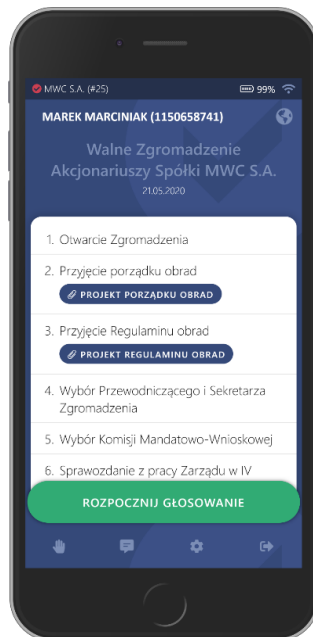 MWC S.A. (#25) 99%
MAREK MARCINIAK (1150658741)
Walne Zgromadzenie
Akcjonariuszy Spółki MWC S.A.
21.05.2020
1. Otwarcie Zgromadzenia
2. Przyjęcie porządku obrad
PROJEKT PORZĄDKU OBRAD
3. Przyjęcie Regulaminu obrad
PROJEKT REGULAMINU OBRAD
4. Wybór Przewodniczącego i Sekretarza
Zgromadzenia
5. Wybór Komisji Mandatowo-Wnioskowej
6. Sprawozdanie z pracy Zarządu w IV
ROZPOCZNIJ GŁOSOWANIE